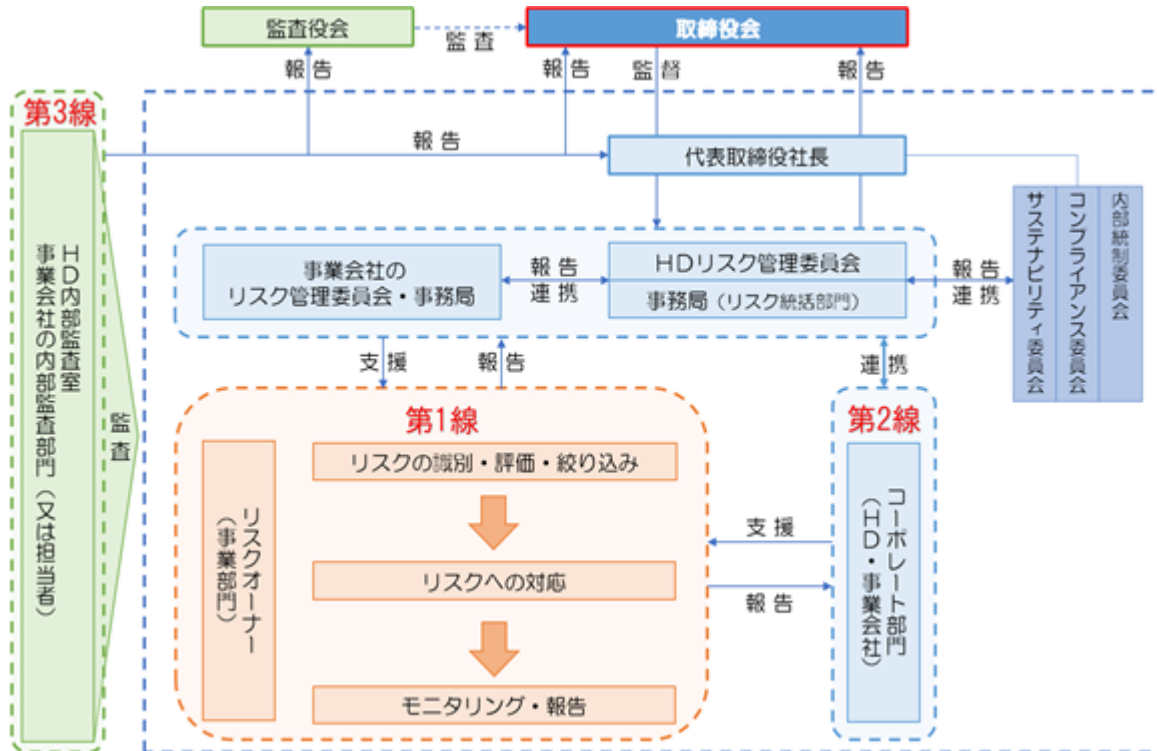 監査役会
監査
取締役会
報告
報告
監督
報告
第3線
報告
代表取締役社長
HD内部監査室
事業会社の内部監査部門（又は担当者）
監査
事業会社の
リスク管理委員会・事務局
報告
連携
HDリスク管理委員会
事務局（リスク統括部門）
報告
連携
内部統制委員会
コンプライアンス委員会
サステナビリティ委員会
支援
報告
連携
第1線
リスクオーナー
（事業部門）
リスクの識別・評価・絞り込み
リスクへの対応
モニタリング・報告
支援
報告
第2線
コーポレート部門
（HD・事業会社）